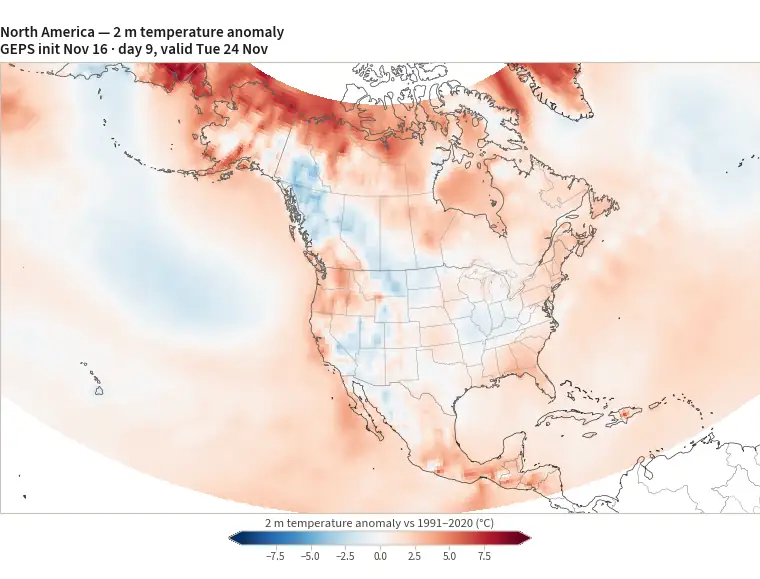 North America — 2 m temperature anomaly
GEPS init Nov 16 · day 9, valid Tue 24 Nov
2 m temperature anomaly vs 1991–2020 (°C)
−7.5 −5.0 −2.5 0.0 2.5 5.0 7.5